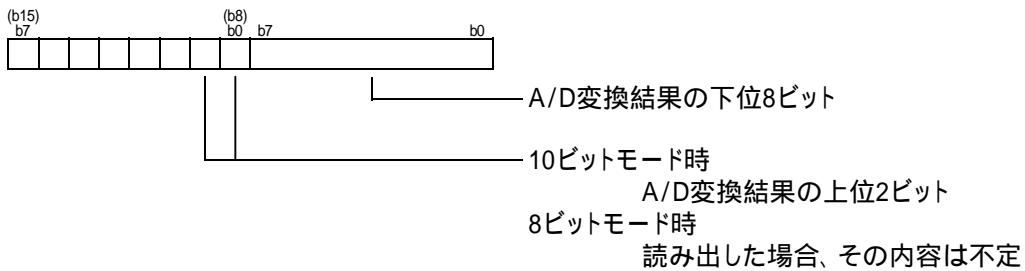 (b15) (b8)
b7 b0 b7 b0
A/D変換結果の下位8ビット
10ビットモード時
A/D変換結果の上位2ビット
8ビットモード時
読み出した場合、その内容は不定